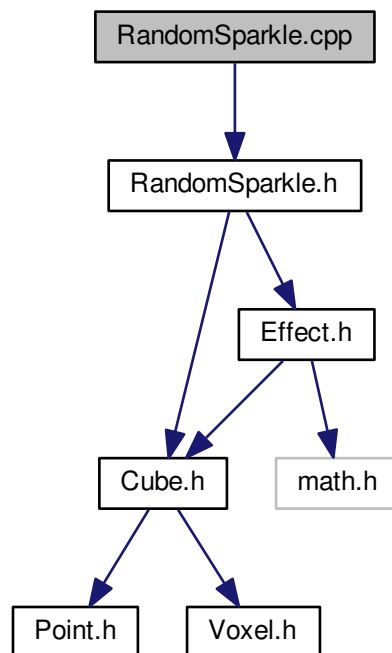 RandomSparkle.cpp
RandomSparkle.h
Effect.h
Cube.h
math.h
Point.h
Voxel.h